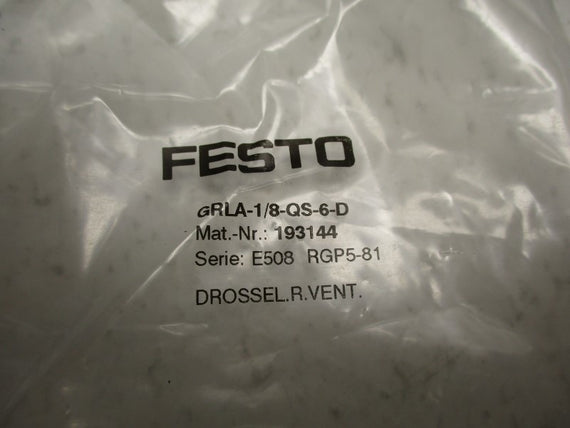 FESTO
GRLA-1/8-QS-6-D
Mat.-Nr.: 193144
Serie: E508 RGP5-81
DROSSEL.R.VENT.